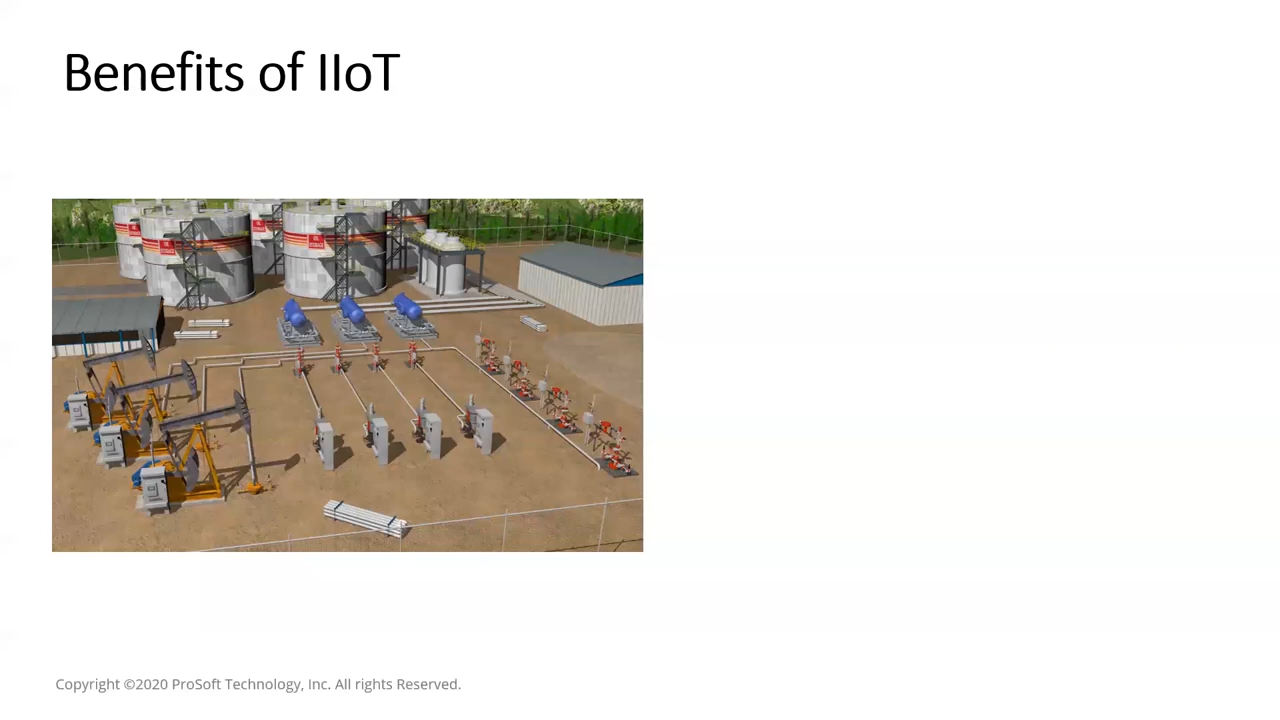 Benefits of IIoT
Copyright ©2020 ProSoft Technology, Inc. All rights Reserved.